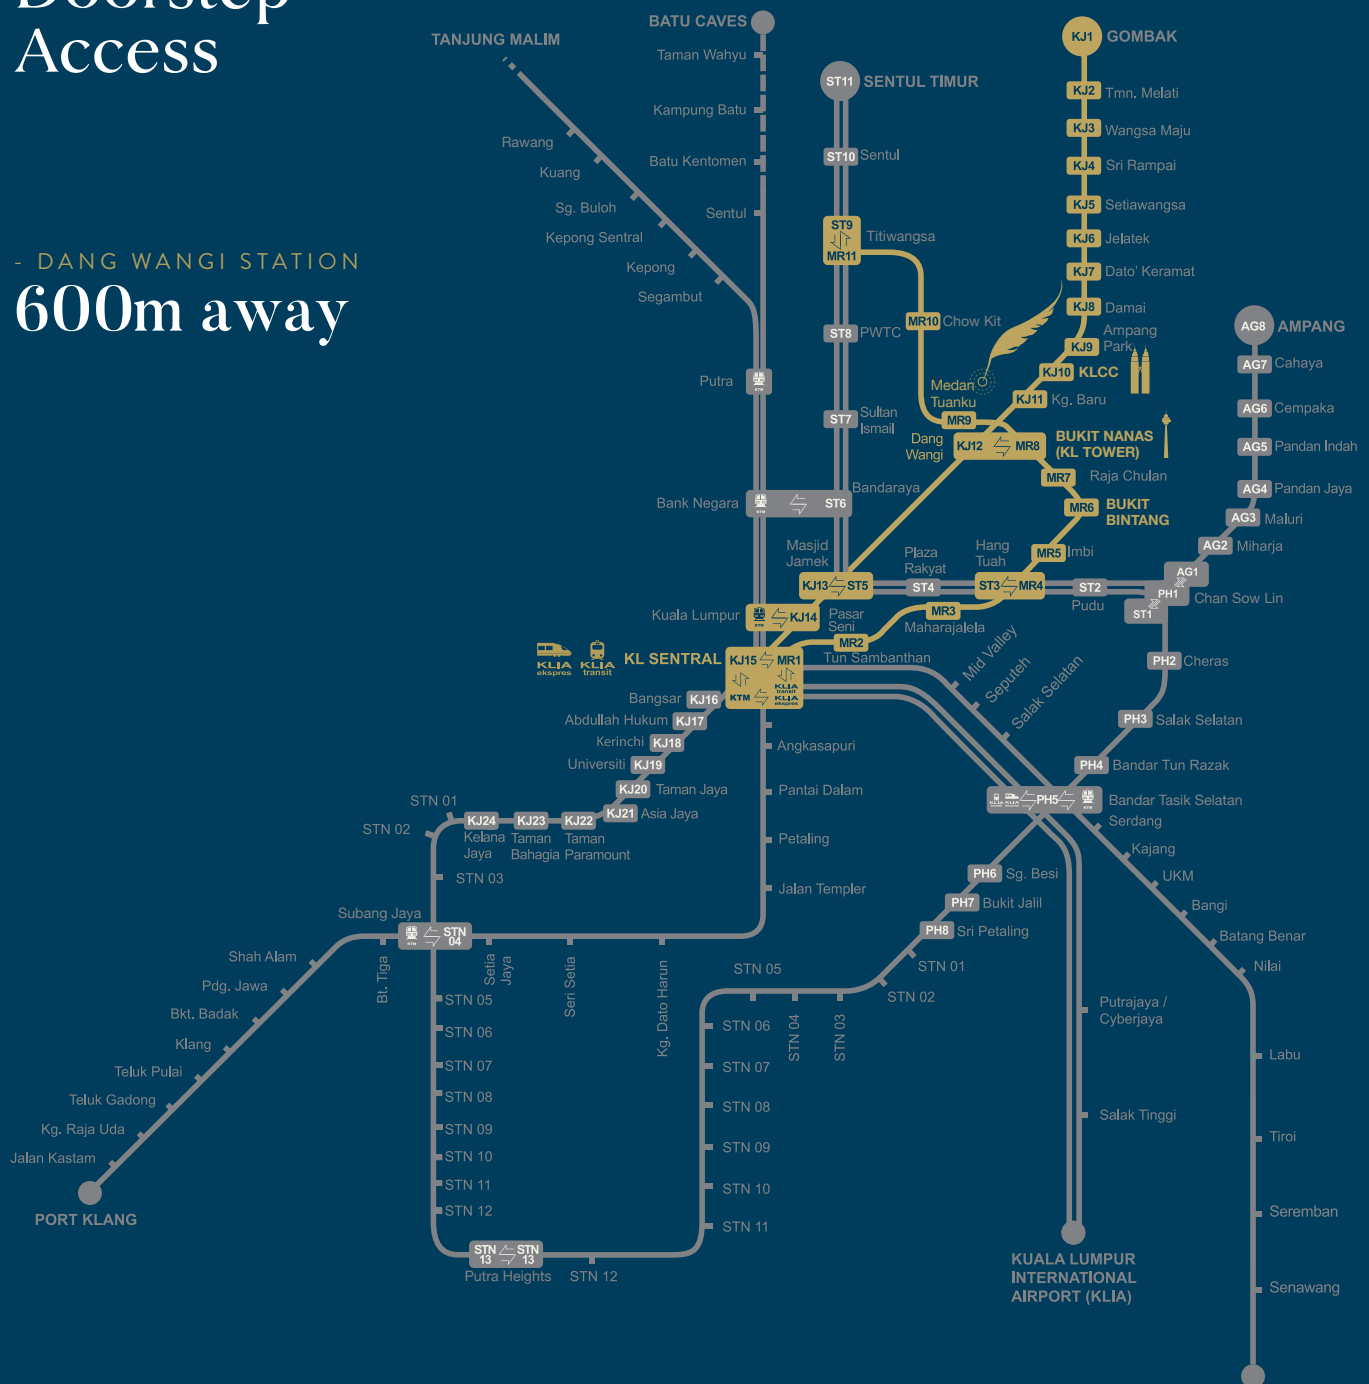 Doorstep
Access
- DANG WANGI STATION
600m away
BATU CAVES
Taman Wahyu
Kampung Batu
Batu Kentomen
Sentul
TANJUNG MALIM
Rawang
Kuang
Sg. Buloh
Kepong Sentral
Kepong
Segambut
Putra
KTM
Bank Negara
KTM
ST6
Bandaraya
ST11
SENTUL TIMUR
ST10
Sentul
ST9
MR11
Titiwangsa
ST8
PWTC
ST7
Sultan
Ismail
KJ1
GOMBAK
KJ2
Tmn. Melati
KJ3
Wangsa Maju
KJ4
Sri Rampai
KJ5
Setiawangsa
KJ6
Jelatek
KJ7
Dato' Keramat
KJ8
Damai
KJ9
Ampang
Park
KJ10
KLCC
KJ11
Kg. Baru
MR10
Chow Kit
Medan
Tuanku
MR9
Dang
Wangi
KJ12
MR8
BUKIT NANAS
(KL TOWER)
MR7
Raja Chulan
MR6
BUKIT
BINTANG
MR5
Imbi
AG8
AMPANG
AG7
Cahaya
AG6
Cempaka
AG5
Pandan Indah
AG4
Pandan Jaya
AG3
Maluri
AG2
Miharja
AG1
PH1
ST1
Chan Sow Lin
Masjid
Jamek
KJ13
ST5
Plaza
Rakyat
ST4
Hang
Tuah
ST3
MR4
ST2
Pudu
Kuala Lumpur
KTM
KJ14
Pasar
Seni
MR3
Maharajalela
MR2
Tun Sambanthan
KLIA
ekspres
KLIA
transit
KL SENTRAL
KJ15
MR1
KTM
KLIA
transit
KLIA
ekspres
Mid Valley
Seputeh
Salak Selatan
PH2
Cheras
PH3
Salak Selatan
PH4
Bandar Tun Razak
PH5
KTM
Bandar Tasik Selatan
Serdang
Kajang
UKM
Bangi
Batang Benar
Nilai
Labu
Tiroi
Seremban
Senawang
Bangsar
KJ16
Abdullah Hukum
KJ17
Kerinchi
KJ18
Universiti
KJ19
KJ20
Taman Jaya
KJ21
Asia Jaya
KJ22
Taman
Paramount
KJ23
Taman
Bahagia
KJ24
Kelana
Jaya
STN 01
STN 02
STN 03
Angkasapuri
Pantai Dalam
Petaling
Jalan Templer
Subang Jaya
KTM
STN
04
Setia
Jaya
Seri Setia
Kg. Dato Harun
Bt. Tiga
Shah Alam
Pdg. Jawa
Bkt. Badak
Klang
Teluk Pulai
Teluk Gadong
Kg. Raja Uda
Jalan Kastam
PORT KLANG
STN 05
STN 06
STN 07
STN 08
STN 09
STN 10
STN 11
STN 12
STN
13
STN
13
Putra Heights
STN 12
PH6
Sg. Besi
PH7
Bukit Jalil
PH8
Sri Petaling
STN 01
STN 02
STN 03
STN 04
STN 05
STN 06
STN 07
STN 08
STN 09
STN 10
STN 11
Putrajaya /
Cyberjaya
Salak Tinggi
KUALA LUMPUR
INTERNATIONAL
AIRPORT (KLIA)